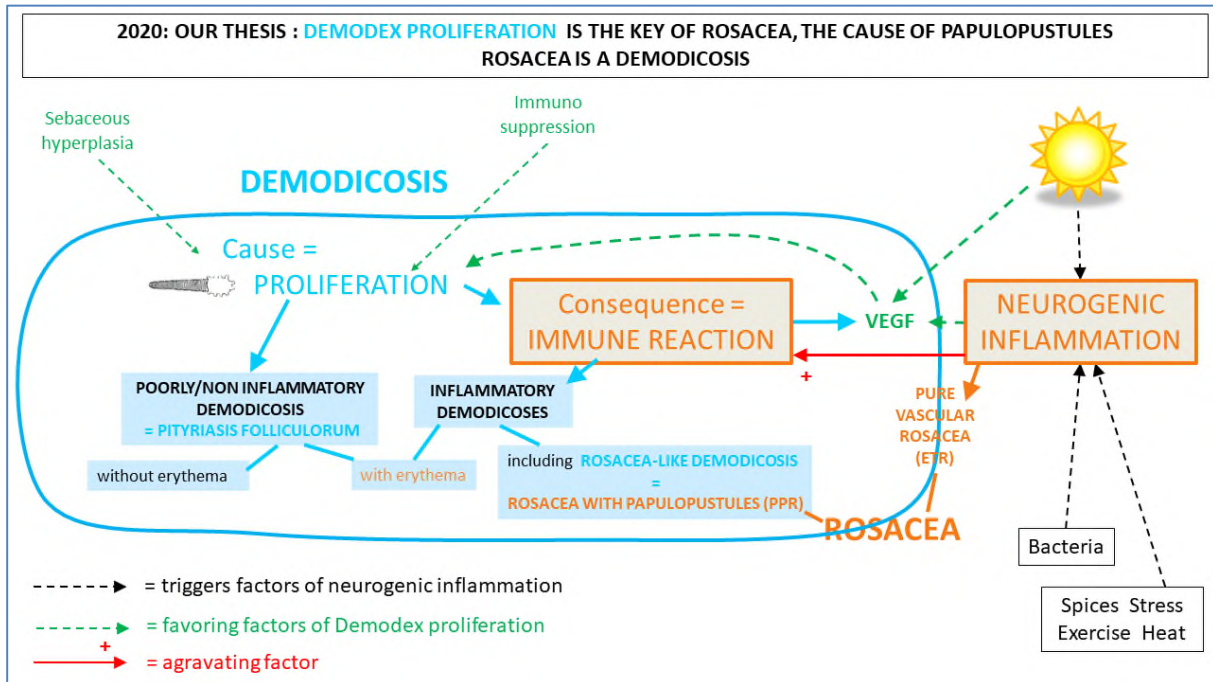 2020: OUR THESIS : DEMODEX PROLIFERATION IS THE KEY OF ROSACEA, THE CAUSE OF PAPULOPUSTULES
ROSACEA IS A DEMODICOSIS
Sebaceous
hyperplasia
Immuno
suppression
DEMODICOSIS
Cause =
PROLIFERATION
Consequence =
IMMUNE REACTION
VEGF
NEUROGENIC
INFLAMMATION
+
POORLY/NON INFLAMMATORY
DEMODICOSIS
= PITYRIASIS FOLLICULORUM
INFLAMMATORY
DEMODICOSES
PURE
VASCULAR
ROSACEA
(ETR)
without erythema
with erythema
including ROSACEA-LIKE DEMODICOSIS
=
ROSACEA WITH PAPULOPUSTULES (PPR)
ROSACEA
Bacteria
Spices Stress
Exercise Heat
= triggers factors of neurogenic inflammation
= favoring factors of Demodex proliferation
+
= agravating factor